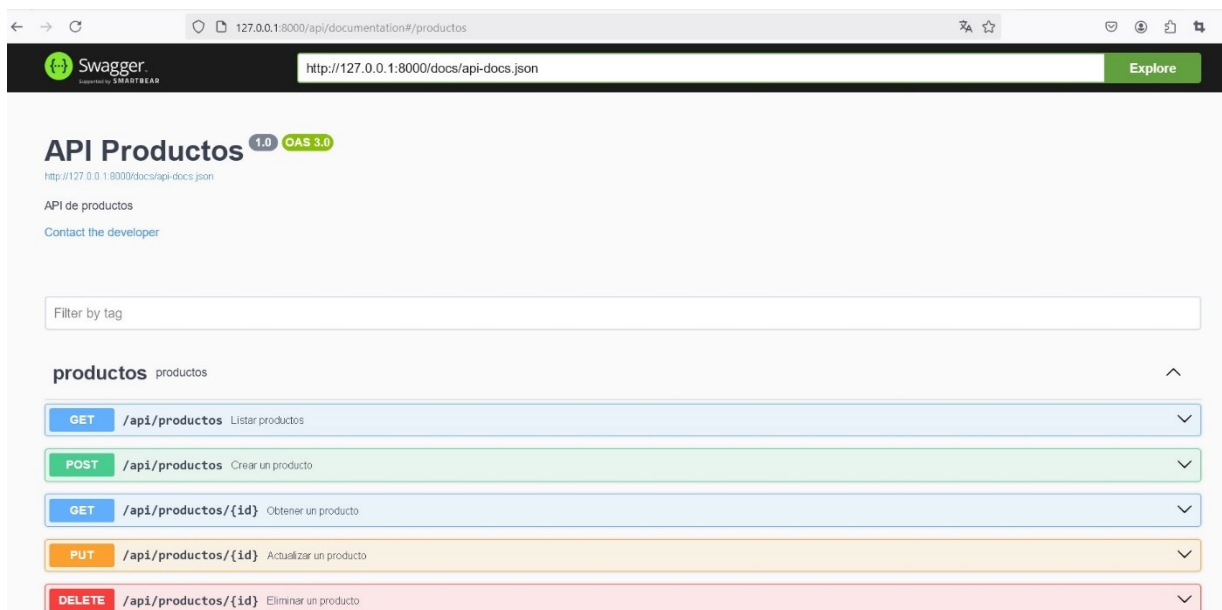 127.0.0.1:8000/api/documentation#/productos
Swagger.
Supported by SMARTBEAR
http://127.0.0.1:8000/docs/api-docs.json
Explore
API Productos 1.0 OAS 3.0
http://127.0.0.1:8000/docs/api-docs.json
API de productos
Contact the developer
Filter by tag
productos productos
GET /api/productos Listar productos
POST /api/productos Crear un producto
GET /api/productos/{id} Obtener un producto
PUT /api/productos/{id} Actualizar un producto
DELETE /api/productos/{id} Eliminar un producto